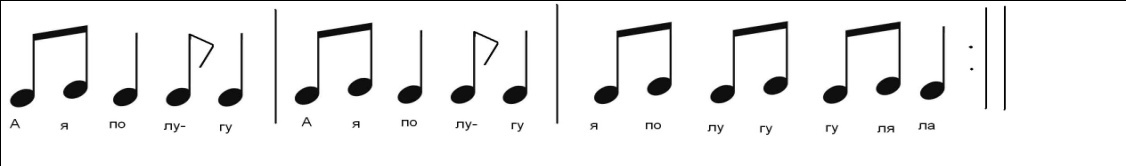 А я по лу- гу А я по лу- гу я по лу гу гу ля ла